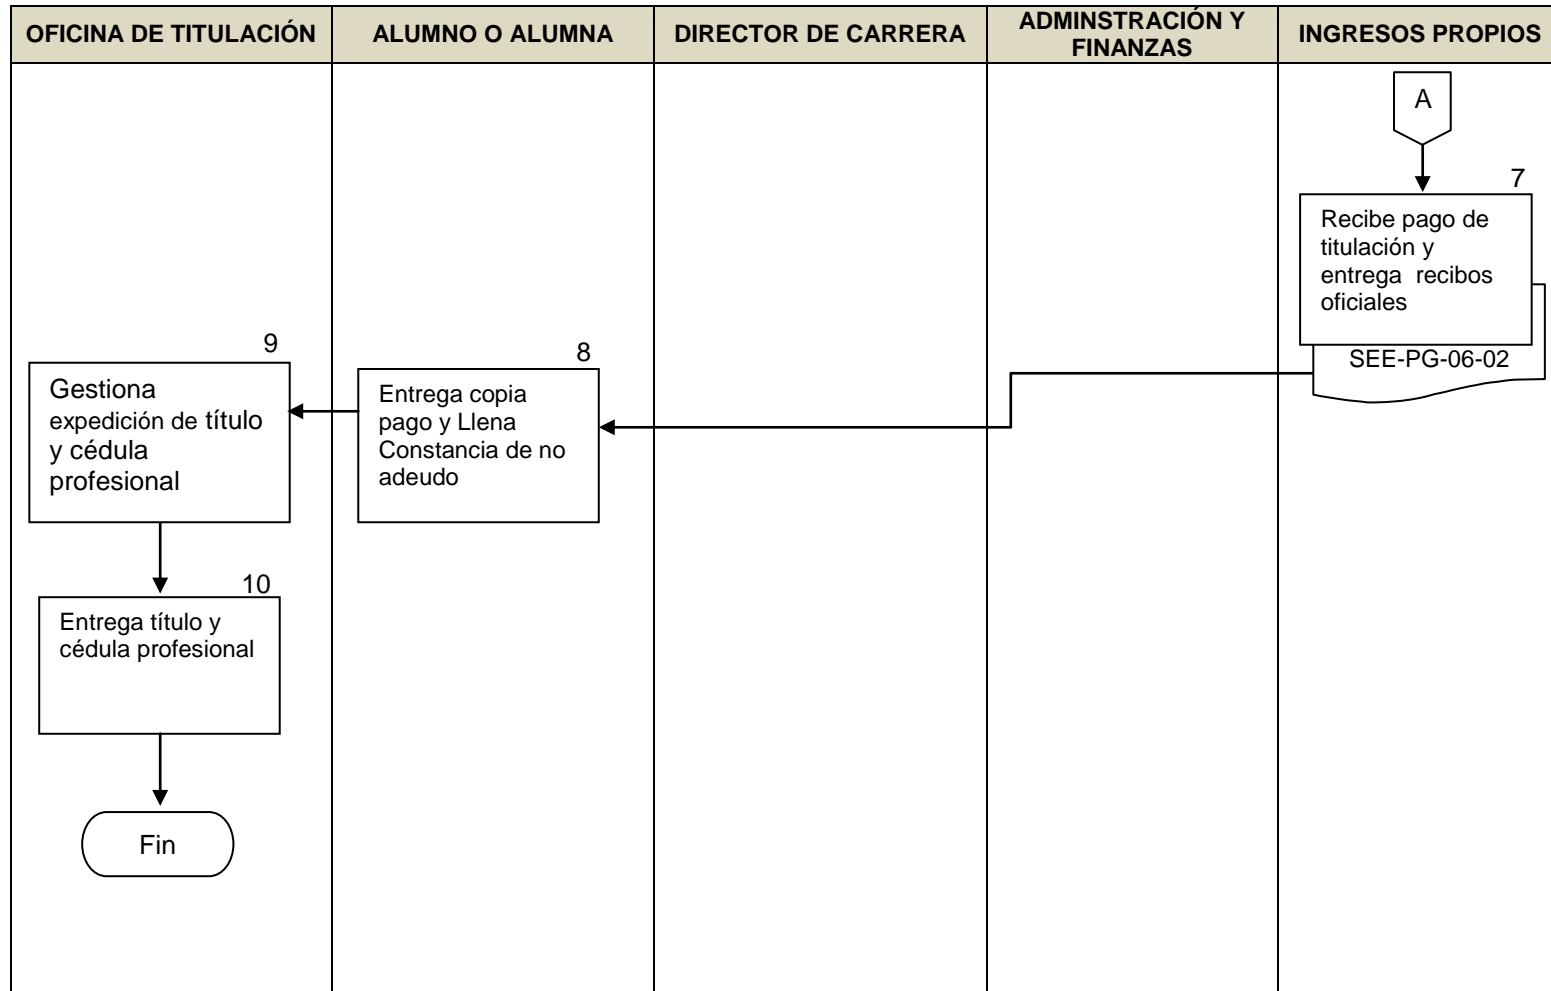 OFICINA DE TITULACIÓN
ALUMNO O ALUMNA
DIRECTOR DE CARRERA
ADMINSTRACIÓN Y
FINANZAS
INGRESOS PROPIOS
A
7
Recibe pago de
titulación y
entrega recibos
oficiales
SEE-PG-06-02
8
Entrega copia
pago y Llena
Constancia de no
adeudo
9
Gestiona
expedición de título
y cédula
profesional
10
Entrega título y
cédula profesional
Fin